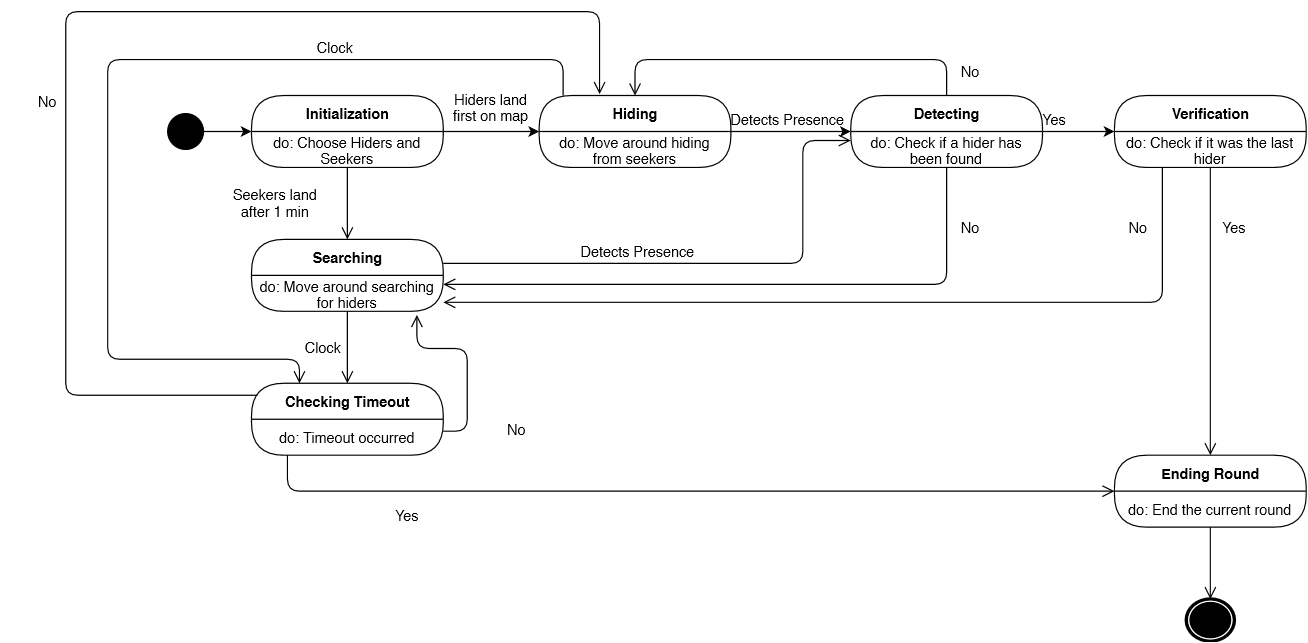 Clock
No
No
Hiders land
first on map
Initialization
do: Choose Hiders and
Seekers
Hiding
do: Move around hiding
from seekers
Detects Presence
Detecting
do: Check if a hider has
been found
Yes
Verification
do: Check if it was the last
hider
Seekers land
after 1 min
No
No
Yes
Detects Presence
Searching
do: Move around searching
for hiders
Clock
Checking Timeout
do: Timeout occurred
No
Ending Round
do: End the current round
Yes